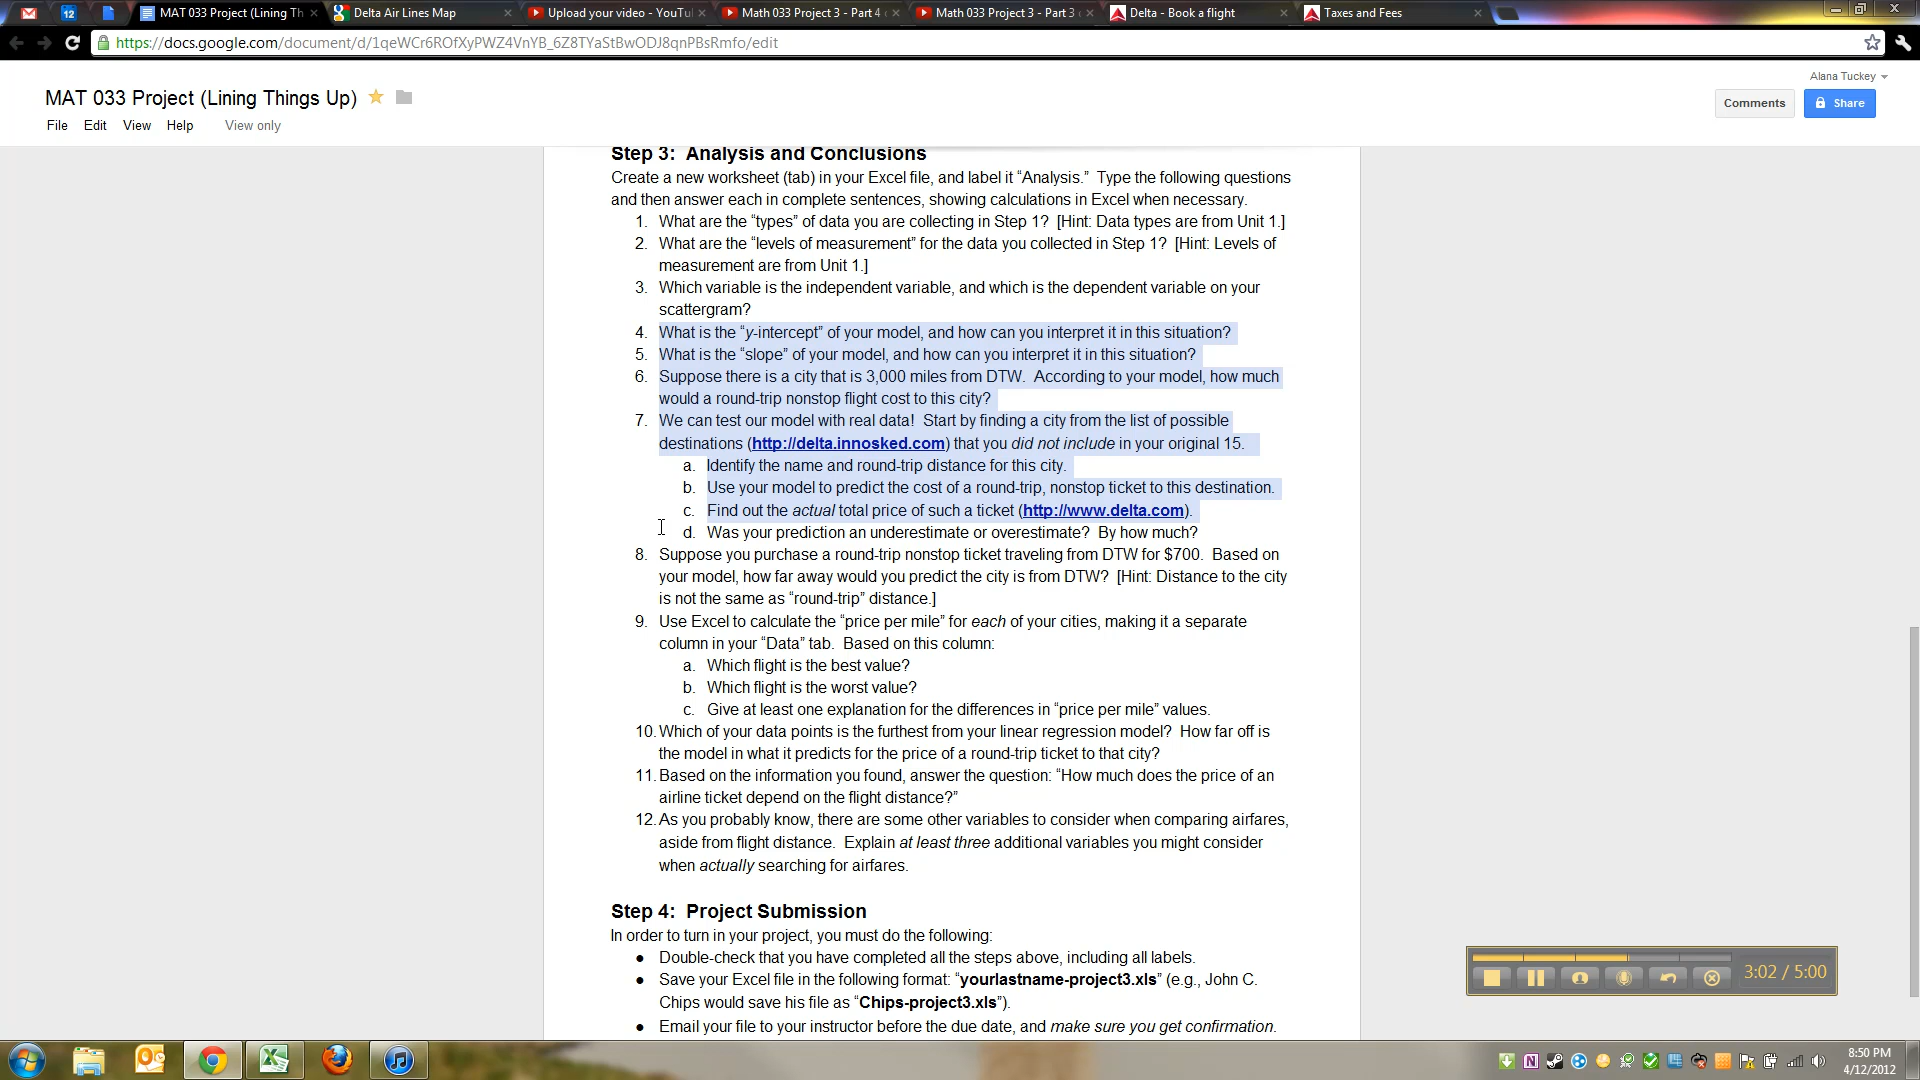 12
MAT 033 Project (Lining Th
Delta Air Lines Map
Upload your video - YouTu
Math 033 Project 3 - Part 4
Math 033 Project 3 - Part 3
Delta - Book a flight
Taxes and Fees
https://docs.google.com/document/d/1qeWCr6ROfXyPWZ4VnYB_6Z8TYaStBwODJ8qnPBsRmfo/edit
Alana Tuckey
MAT 033 Project (Lining Things Up)
Comments
Share
File Edit View Help View only
Step 3: Analysis and Conclusions
Create a new worksheet (tab) in your Excel file, and label it “Analysis.” Type the following questions
and then answer each in complete sentences, showing calculations in Excel when necessary.
1. What are the “types” of data you are collecting in Step 1? [Hint: Data types are from Unit 1.]
2. What are the “levels of measurement” for the data you collected in Step 1? [Hint: Levels of
measurement are from Unit 1.]
3. Which variable is the independent variable, and which is the dependent variable on your
scattergram?
4. What is the “y-intercept” of your model, and how can you interpret it in this situation?
5. What is the “slope” of your model, and how can you interpret it in this situation?
6. Suppose there is a city that is 3,000 miles from DTW. According to your model, how much
would a round-trip nonstop flight cost to this city?
7. We can test our model with real data! Start by finding a city from the list of possible
destinations (http://delta.innosked.com) that you did not include in your original 15.
a. Identify the name and round-trip distance for this city.
b. Use your model to predict the cost of a round-trip, nonstop ticket to this destination.
c. Find out the actual total price of such a ticket (http://www.delta.com).
d. Was your prediction an underestimate or overestimate? By how much?
8. Suppose you purchase a round-trip nonstop ticket traveling from DTW for $700. Based on
your model, how far away would you predict the city is from DTW? [Hint: Distance to the city
is not the same as “round-trip” distance.]
9. Use Excel to calculate the “price per mile” for each of your cities, making it a separate
column in your “Data” tab. Based on this column:
a. Which flight is the best value?
b. Which flight is the worst value?
c. Give at least one explanation for the differences in “price per mile” values.
10. Which of your data points is the furthest from your linear regression model? How far off is
the model in what it predicts for the price of a round-trip ticket to that city?
11. Based on the information you found, answer the question: “How much does the price of an
airline ticket depend on the flight distance?”
12. As you probably know, there are some other variables to consider when comparing airfares,
aside from flight distance. Explain at least three additional variables you might consider
when actually searching for airfares.
Step 4: Project Submission
In order to turn in your project, you must do the following:
● Double-check that you have completed all the steps above, including all labels.
● Save your Excel file in the following format: “yourlastname-project3.xls” (e.g., John C.
Chips would save his file as “Chips-project3.xls”).
● Email your file to your instructor before the due date, and make sure you get confirmation.
3:02 / 5:00
8:50 PM
4/12/2012